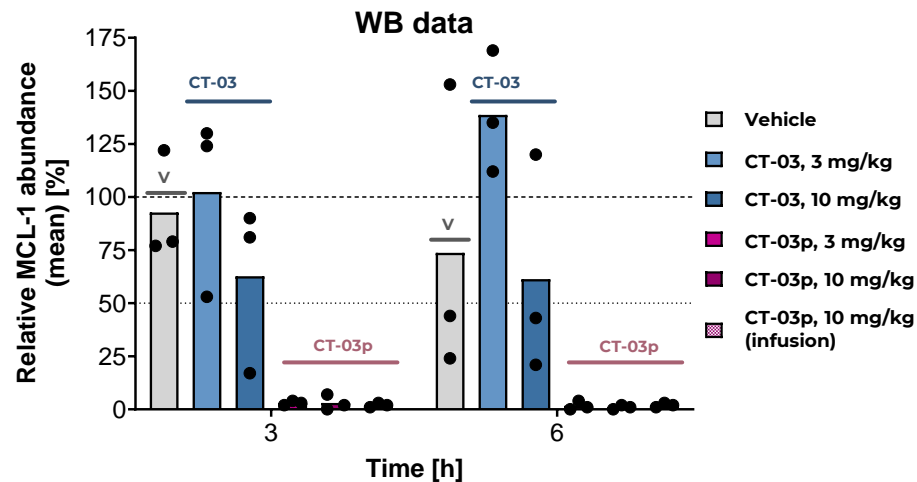 WB data
Relative MCL-1 abundance
(mean) [%]
175
150
125
100
75
50
25
0
V
CT-03
CT-03p
V
CT-03
CT-03p
3
6
Time [h]
Vehicle
CT-03, 3 mg/kg
CT-03, 10 mg/kg
CT-03p, 3 mg/kg
CT-03p, 10 mg/kg
CT-03p, 10 mg/kg
(infusion)